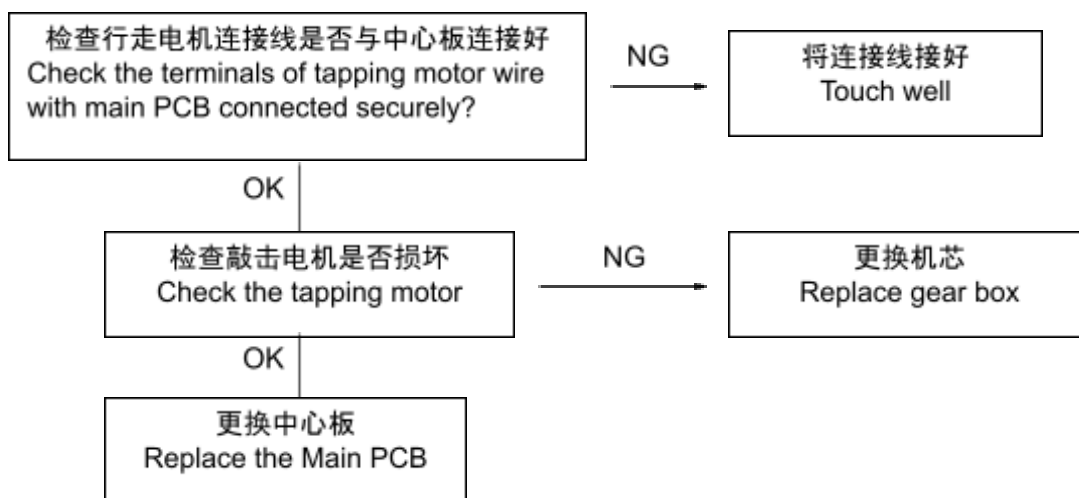 检查行走电机连接线是否与中心板连接好
Check the terminals of tapping motor wire
with main PCB connected securely?
NG
将连接线接好
Touch well
OK
检查敲击电机是否损坏
Check the tapping motor
NG
更换机芯
Replace gear box
OK
更换中心板
Replace the Main PCB